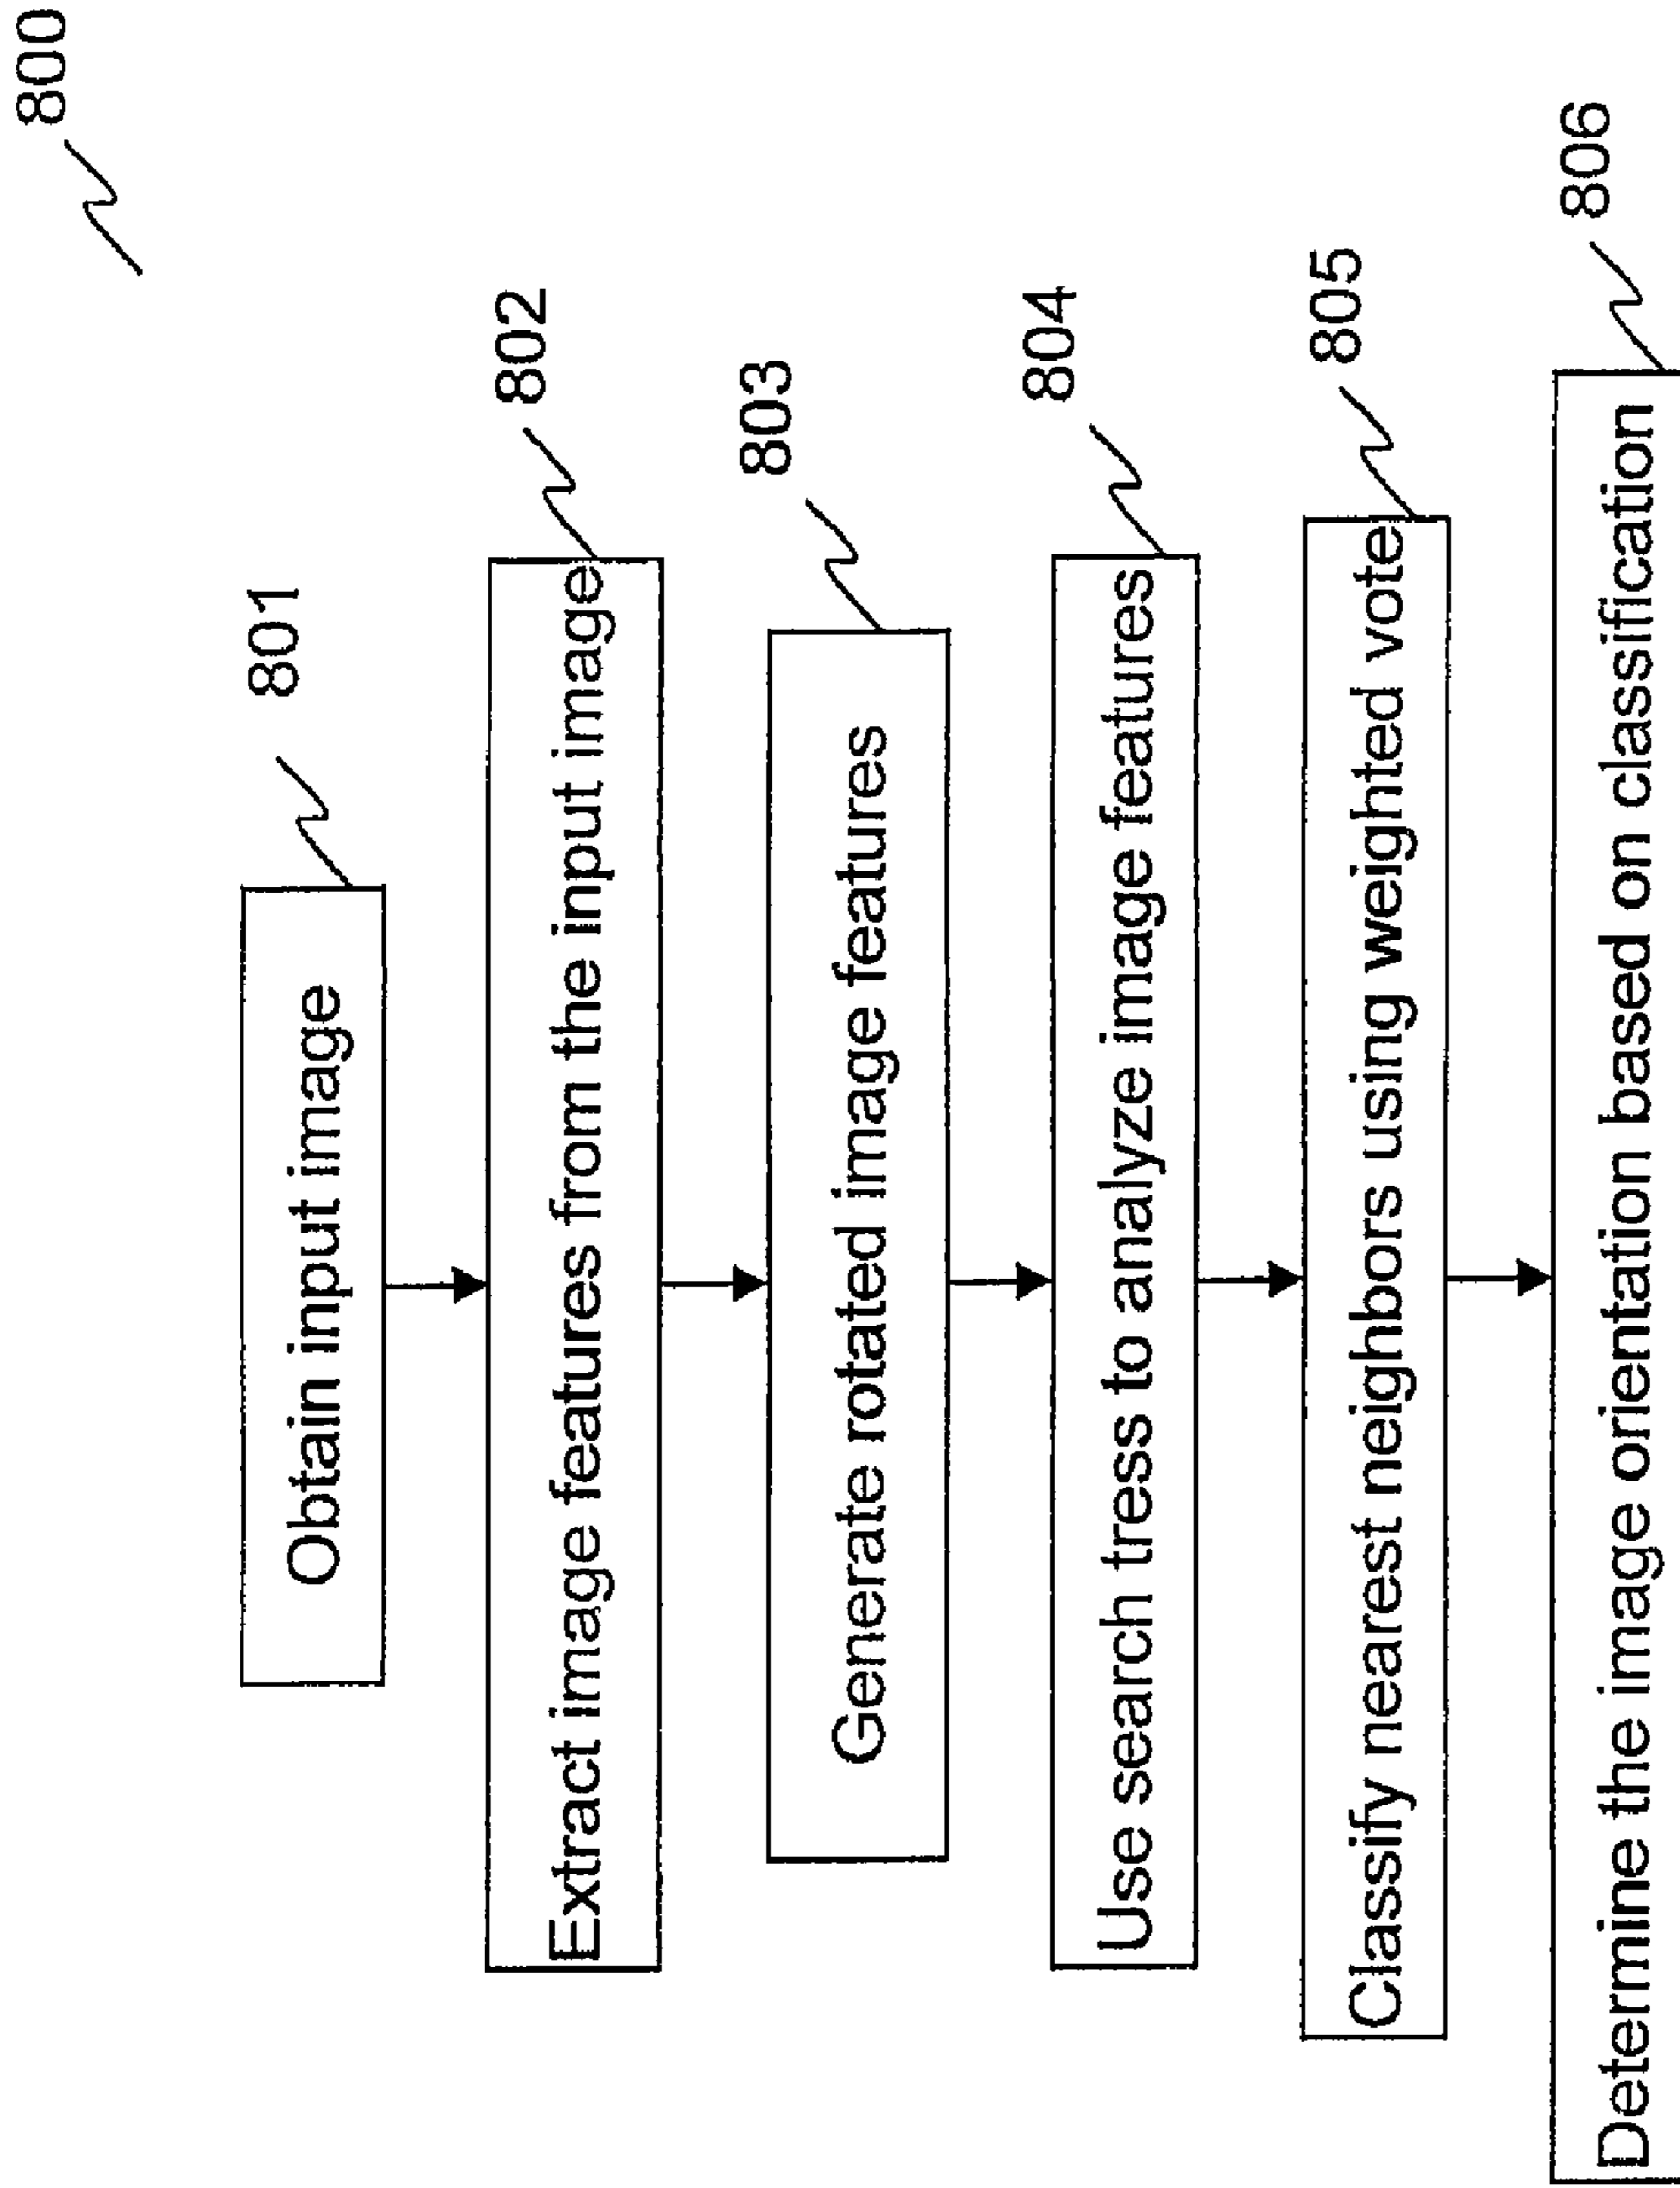 800
801
Obtain input image
802
Extract image features from the input image
803
Generate rotated image features
804
Use search tress to analyze image features
805
Classify nearest neighbors using weighted vote
806
Determine the image orientation based on classification